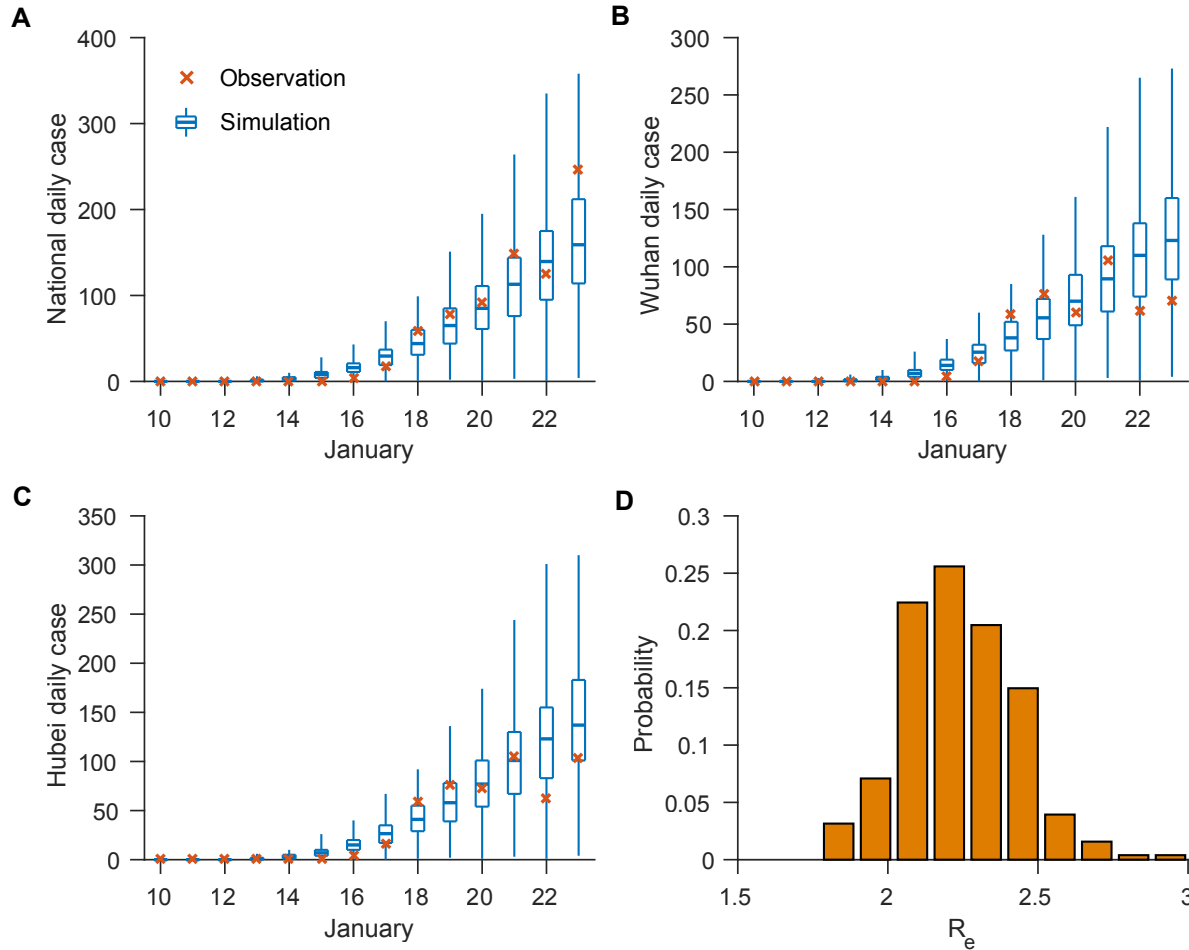 A
National daily case
400
300
200
100
0
Observation
Simulation
10 12 14 16 18 20 22
January
B
Wuhan daily case
300
250
200
150
100
50
0
10 12 14 16 18 20 22
January
C
Hubei daily case
350
300
250
200
150
100
50
0
10 12 14 16 18 20 22
January
D
Probability
0.3
0.25
0.2
0.15
0.1
0.05
0
1.5 2 2.5 3
Re